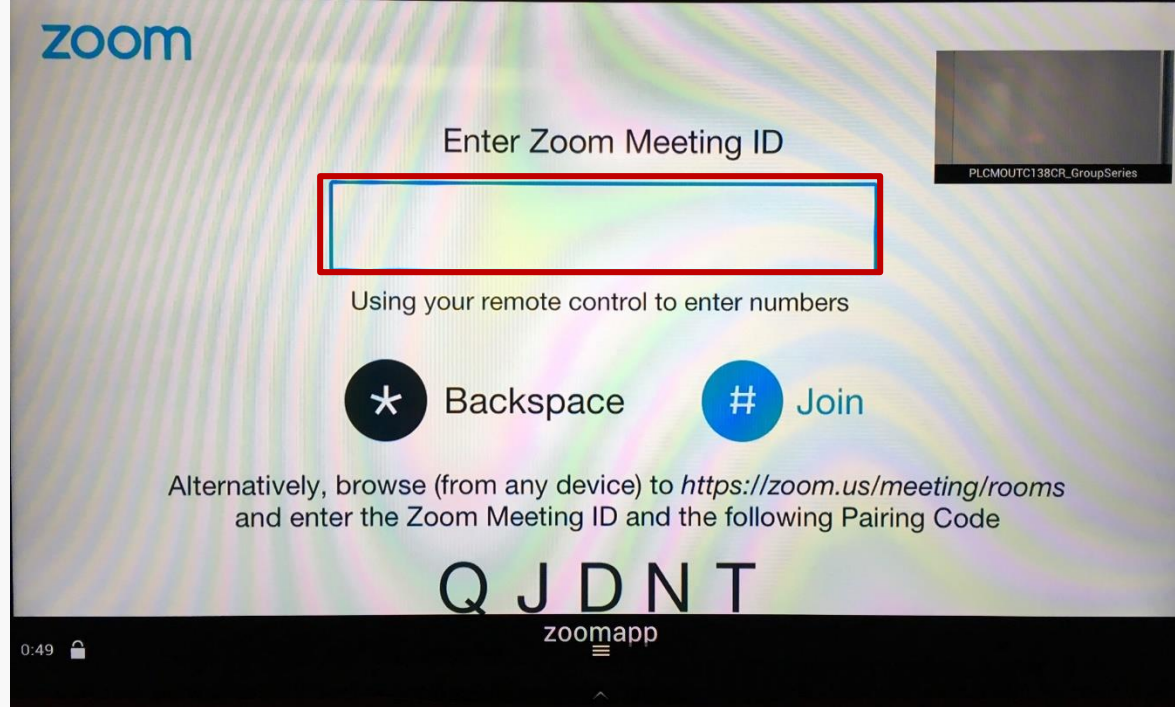 zoom
Enter Zoom Meeting ID
PLCMOUTC138CR_GroupSeries
Using your remote control to enter numbers
* Backspace
# Join
Alternatively, browse (from any device) to https://zoom.us/meeting/rooms
and enter the Zoom Meeting ID and the following Pairing Code
Q J D N T
zoomapp
0:49